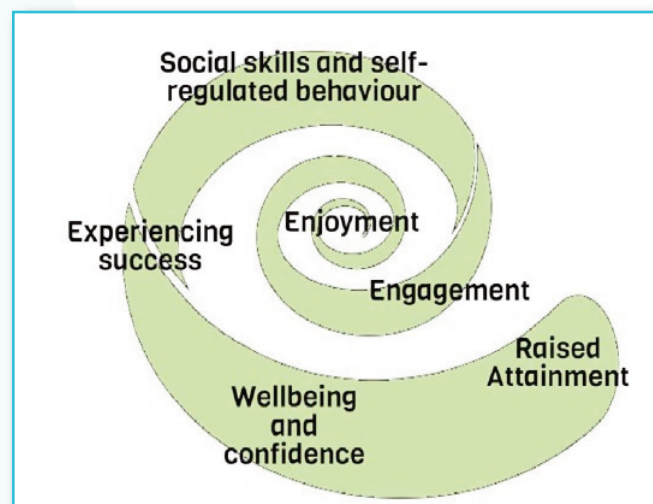 Social skills and self-
regulated behaviour
Enjoyment
Experiencing
success
Engagement
Raised
Attainment
Wellbeing
and
confidence